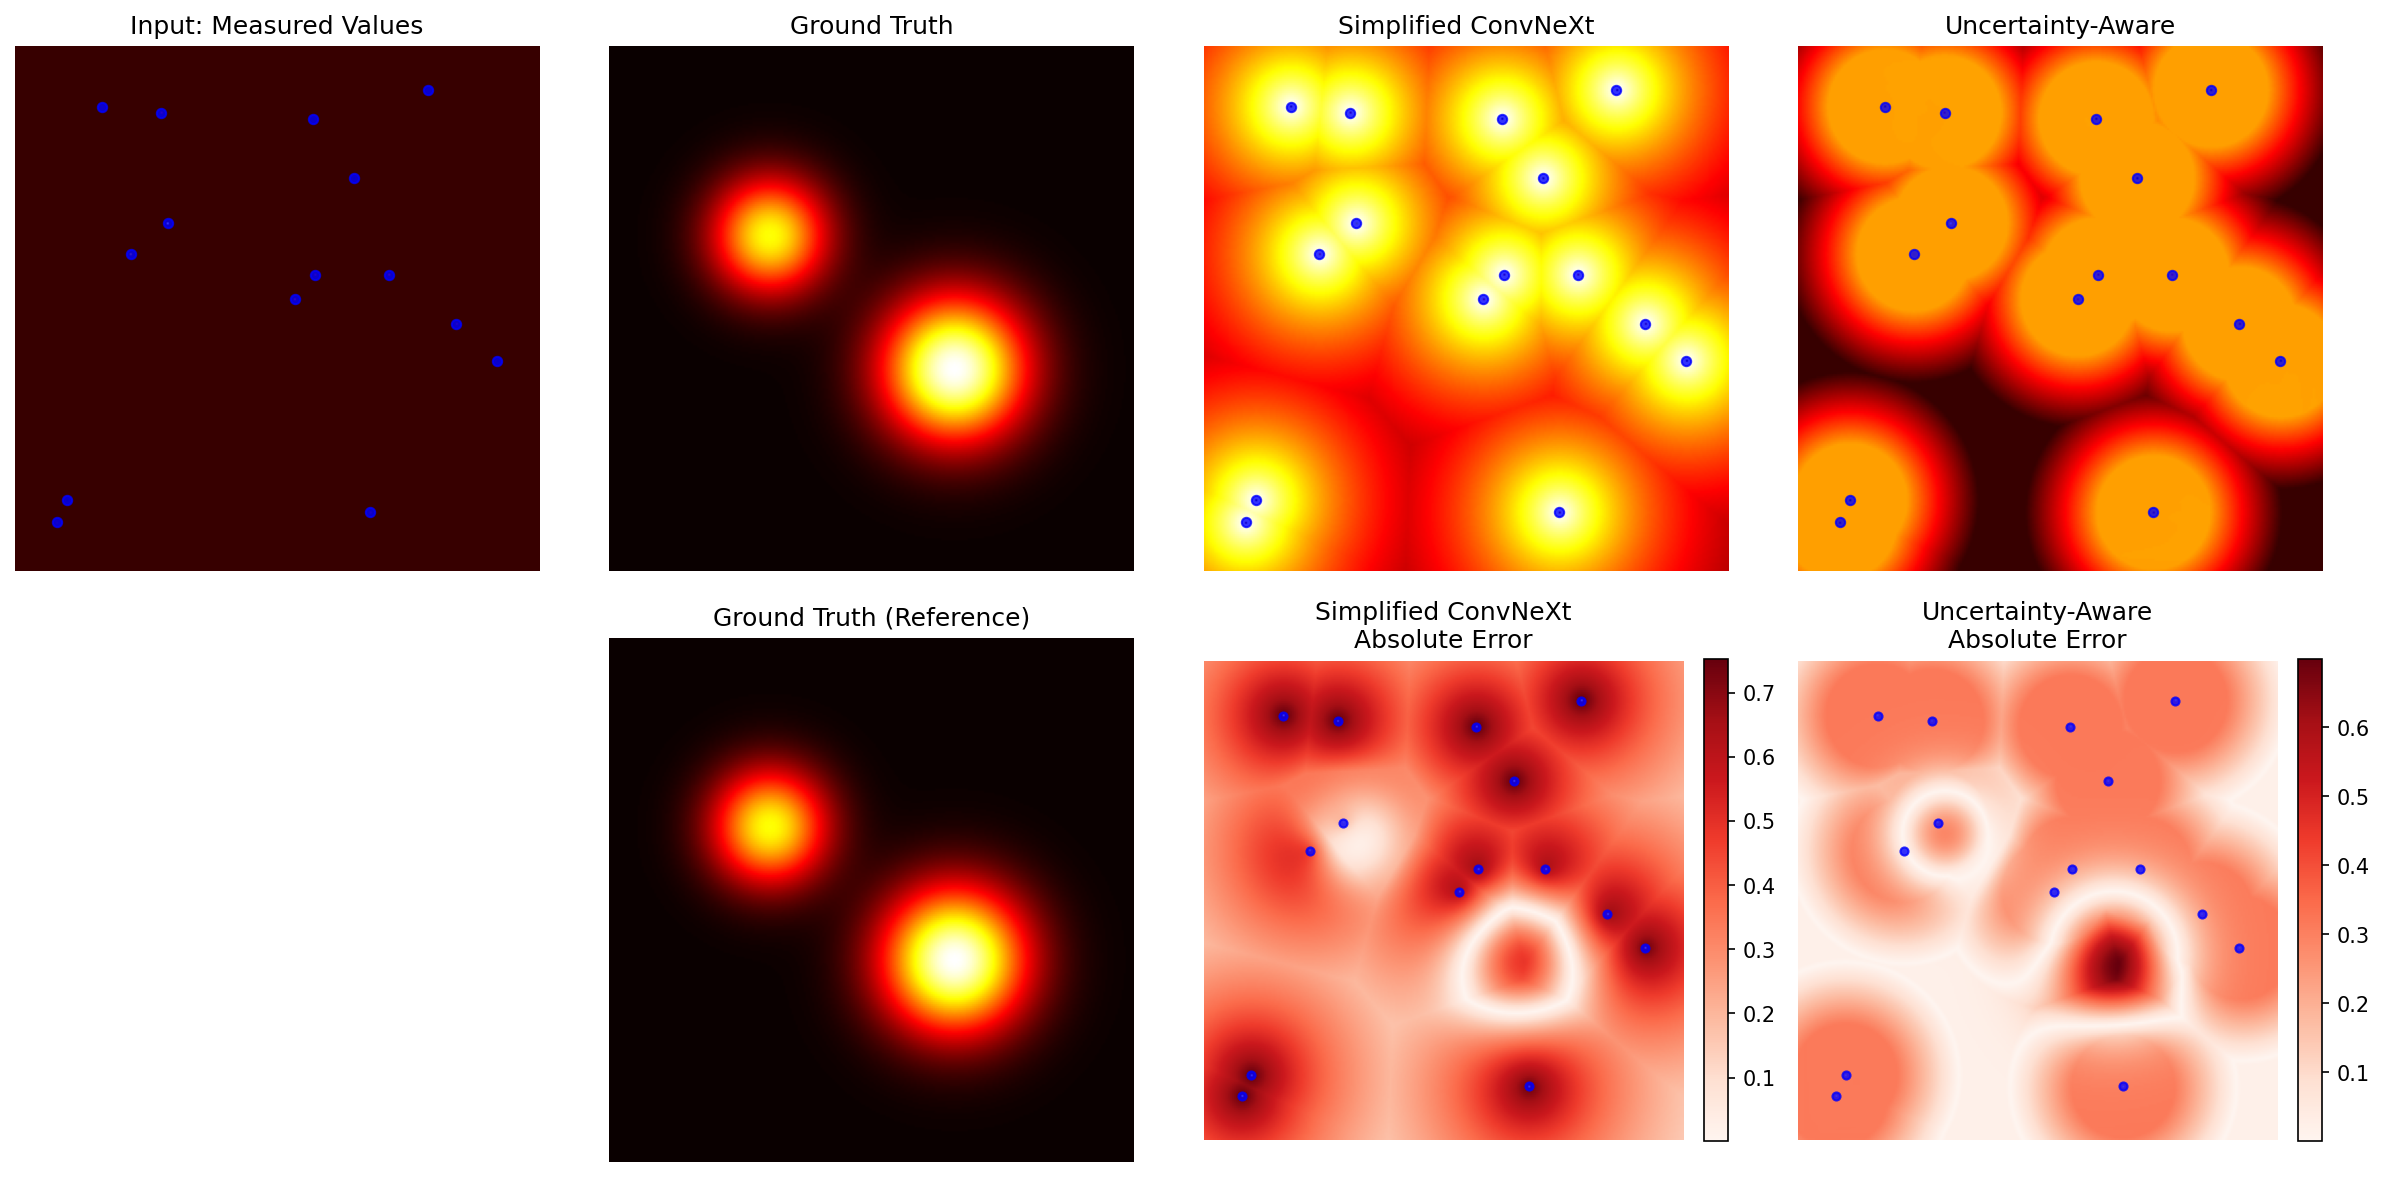 Input: Measured Values
Ground Truth
Simplified ConvNeXt
Uncertainty-Aware
Ground Truth (Reference)
Simplified ConvNeXt
Absolute Error
0.7
0.6
0.5
0.4
0.3
0.2
0.1
Uncertainty-Aware
Absolute Error
0.6
0.5
0.4
0.3
0.2
0.1